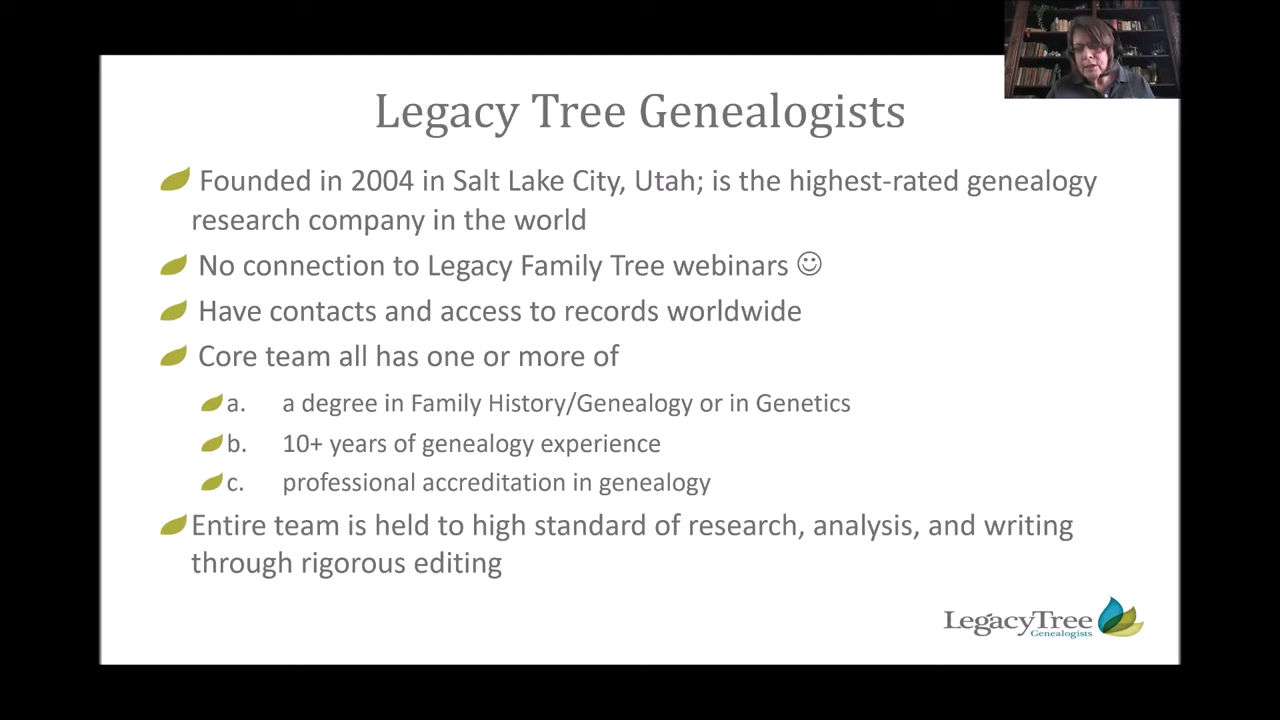 Legacy Tree Genealogists
Founded in 2004 in Salt Lake City, Utah; is the highest-rated genealogy
research company in the world
No connection to Legacy Family Tree webinars ☺
Have contacts and access to records worldwide
Core team all has one or more of
a. a degree in Family History/Genealogy or in Genetics
b. 10+ years of genealogy experience
c. professional accreditation in genealogy
Entire team is held to high standard of research, analysis, and writing
through rigorous editing
LegacyTree
Genealogists